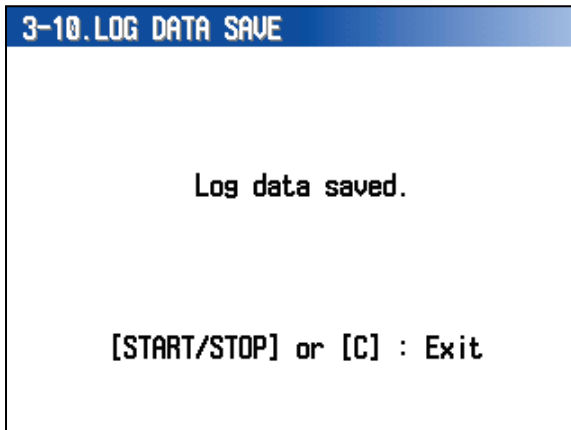 3-10.LOG DATA SAVE
Log data saved.
[START/STOP] or [C] : Exit